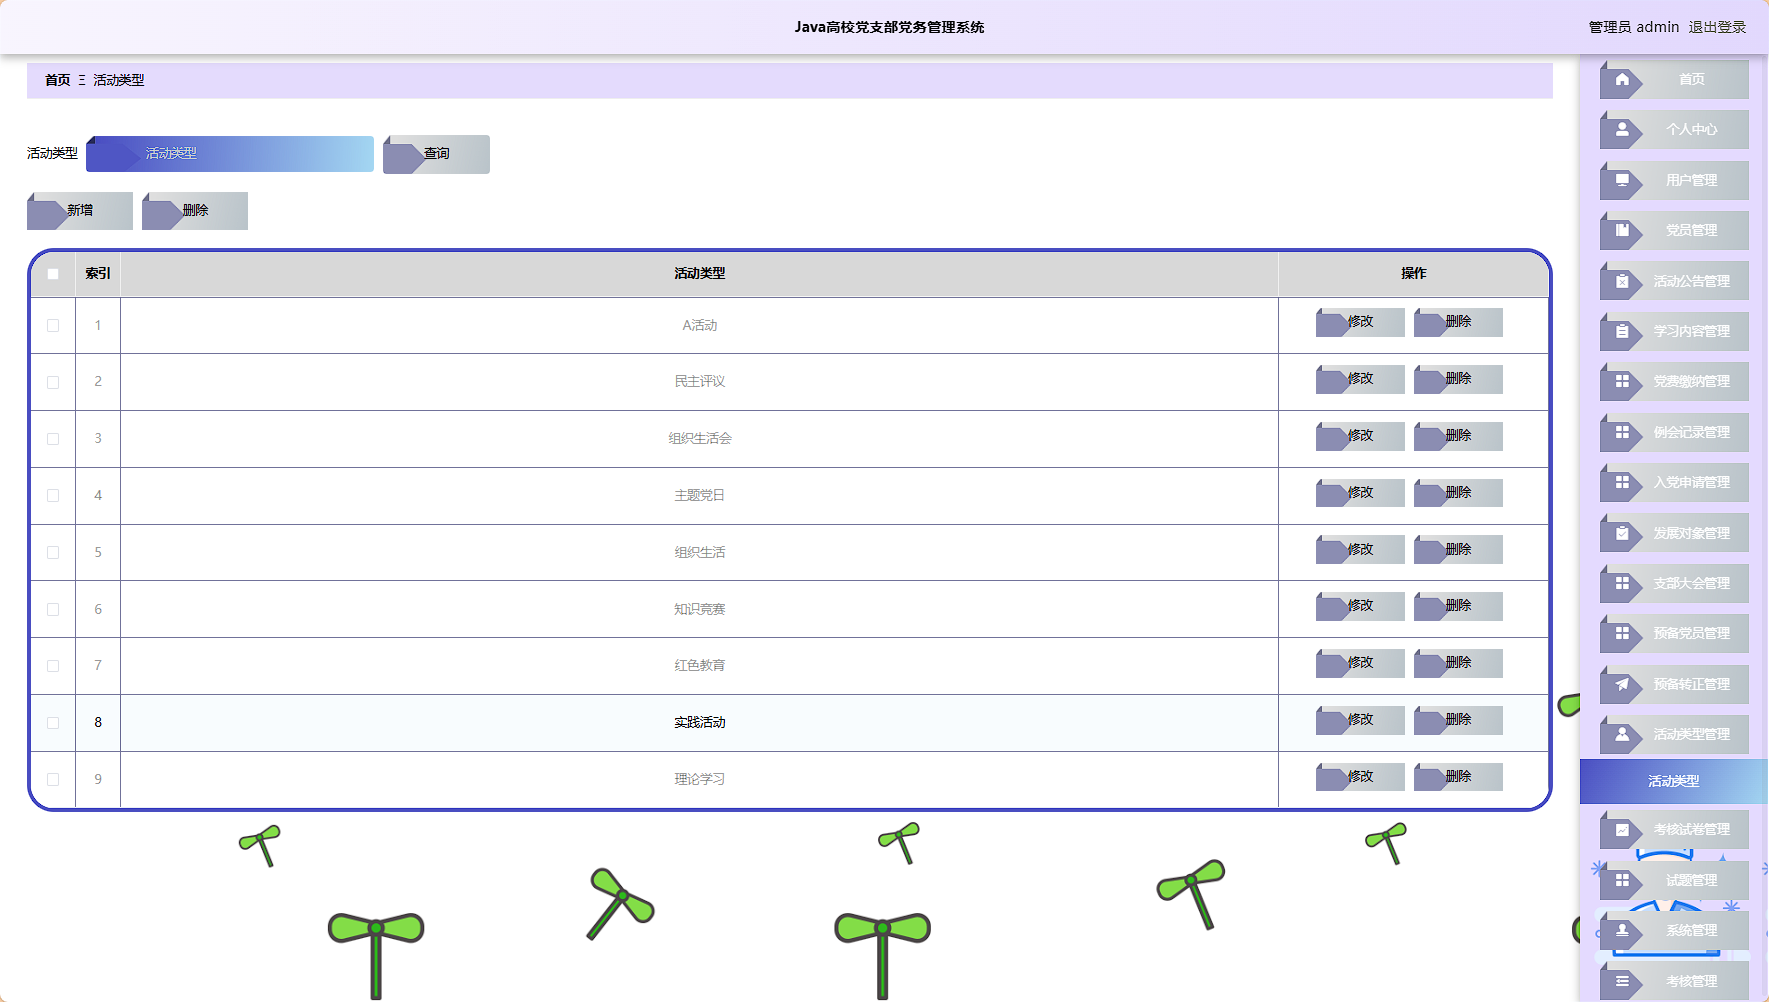 Java高校党支部党务管理系统
管理员 admin 退出登录
首页 Ξ 活动类型
活动类型 活动类型 查询
新增 删除
索引 活动类型 操作
1 A活动 修改 删除
2 民主评议 修改 删除
3 组织生活会 修改 删除
4 主题党日 修改 删除
5 组织生活 修改 删除
6 知识竞赛 修改 删除
7 红色教育 修改 删除
8 实践活动 修改 删除
9 理论学习 修改 删除
首页
个人中心
用户管理
党员管理
活动公告管理
学习内容管理
党费缴纳管理
例会记录管理
入党申请管理
发展对象管理
支部大会管理
预备党员管理
预备转正管理
活动类型管理
活动类型
考核试卷管理
试题管理
系统管理
考核管理